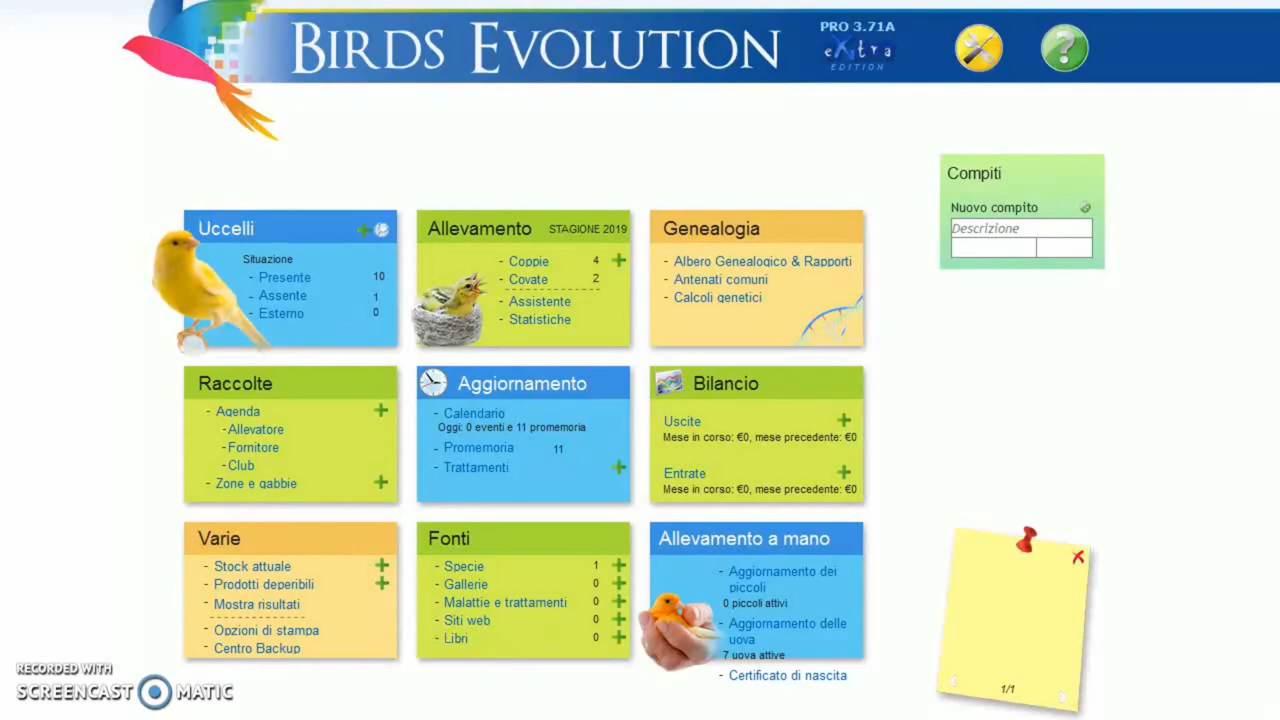 BIRDS EVOLUTION
PRO 3.71A
eXtra
EDITION
?
Compiti
Nuovo compito
Descrizione
Uccelli
Situazione
- Presente 10
- Assente 1
- Esterno 0
Allevamento STAGIONE 2019
- Coppie 4
- Covate 2
- Assistente
- Statistiche
Genealogia
- Albero Genealogico & Rapporti
- Antenati comuni
- Calcoli genetici
Raccolte
- Agenda
- Allevatore
- Fornitore
- Club
- Zone e gabbie
Aggiornamento
- Calendario
Oggi: 0 eventi e 11 promemoria
- Promemoria 11
- Trattamenti
Bilancio
Uscite
Mese in corso: €0, mese precedente: €0
Entrate
Mese in corso: €0, mese precedente: €0
Varie
- Stock attuale
- Prodotti deperibili
- Mostra risultati
- Opzioni di stampa
- Centro Backup
Fonti
- Specie 1
- Gallerie 0
- Malattie e trattamenti 0
- Siti web 0
- Libri 0
Allevamento a mano
- Aggiornamento dei
piccoli
0 piccoli attivi
- Aggiornamento delle
uova
7 uova attive
- Certificato di nascita
1/1
RECORDED WITH
SCREENCAST MATIC